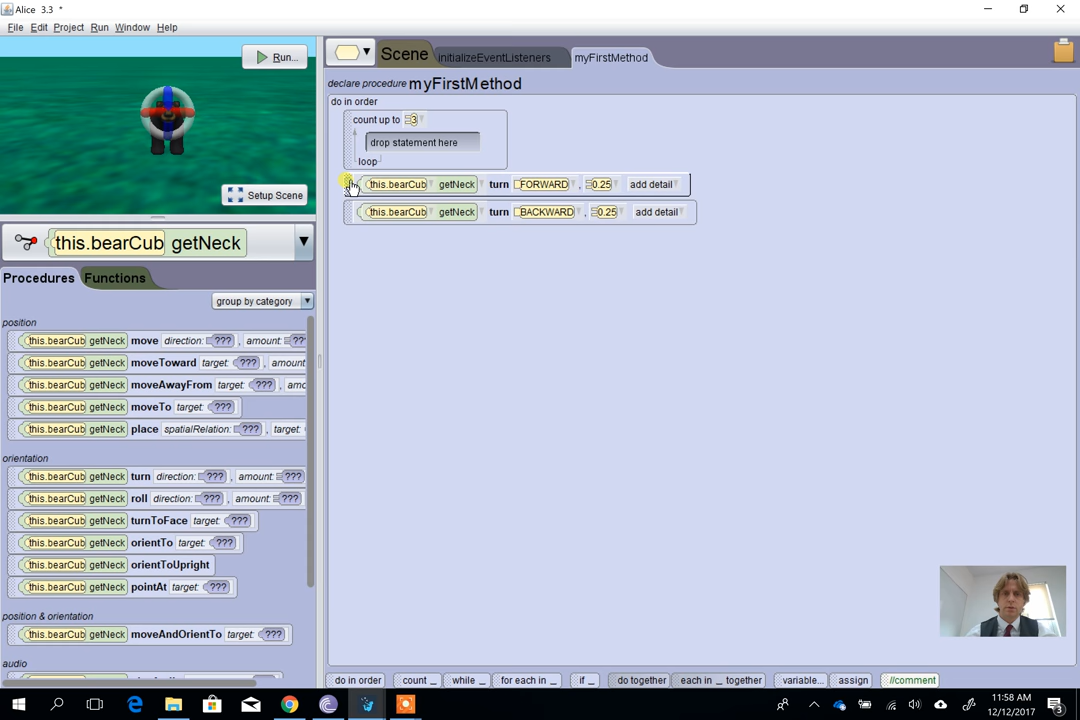 Alice 3.3 *
File Edit Project Run Window Help
Run...
Setup Scene
this.bearCub getNeck
Procedures Functions
group by category
position
this.bearCub getNeck move direction: ??? , amount: ??
this.bearCub getNeck moveToward target: ??? , amount
this.bearCub getNeck moveAwayFrom target: ??? , amo
this.bearCub getNeck moveTo target: ???
this.bearCub getNeck place spatialRelation: ??? , target:
orientation
this.bearCub getNeck turn direction: ??? , amount: ???
this.bearCub getNeck roll direction: ??? , amount: ???
this.bearCub getNeck turnToFace target: ???
this.bearCub getNeck orientTo target: ???
this.bearCub getNeck orientToUpright
this.bearCub getNeck pointAt target: ???
position & orientation
this.bearCub getNeck moveAndOrientTo target: ???
audio
Scene initializeEventListeners myFirstMethod
declare procedure myFirstMethod
do in order
count up to 3
drop statement here
loop
this.bearCub getNeck turn FORWARD , 0.25 add detail
this.bearCub getNeck turn BACKWARD , 0.25 add detail
do in order count _ while _ for each in _ if _ do together each in _ together variable... assign //comment
11:58 AM
12/12/2017
3